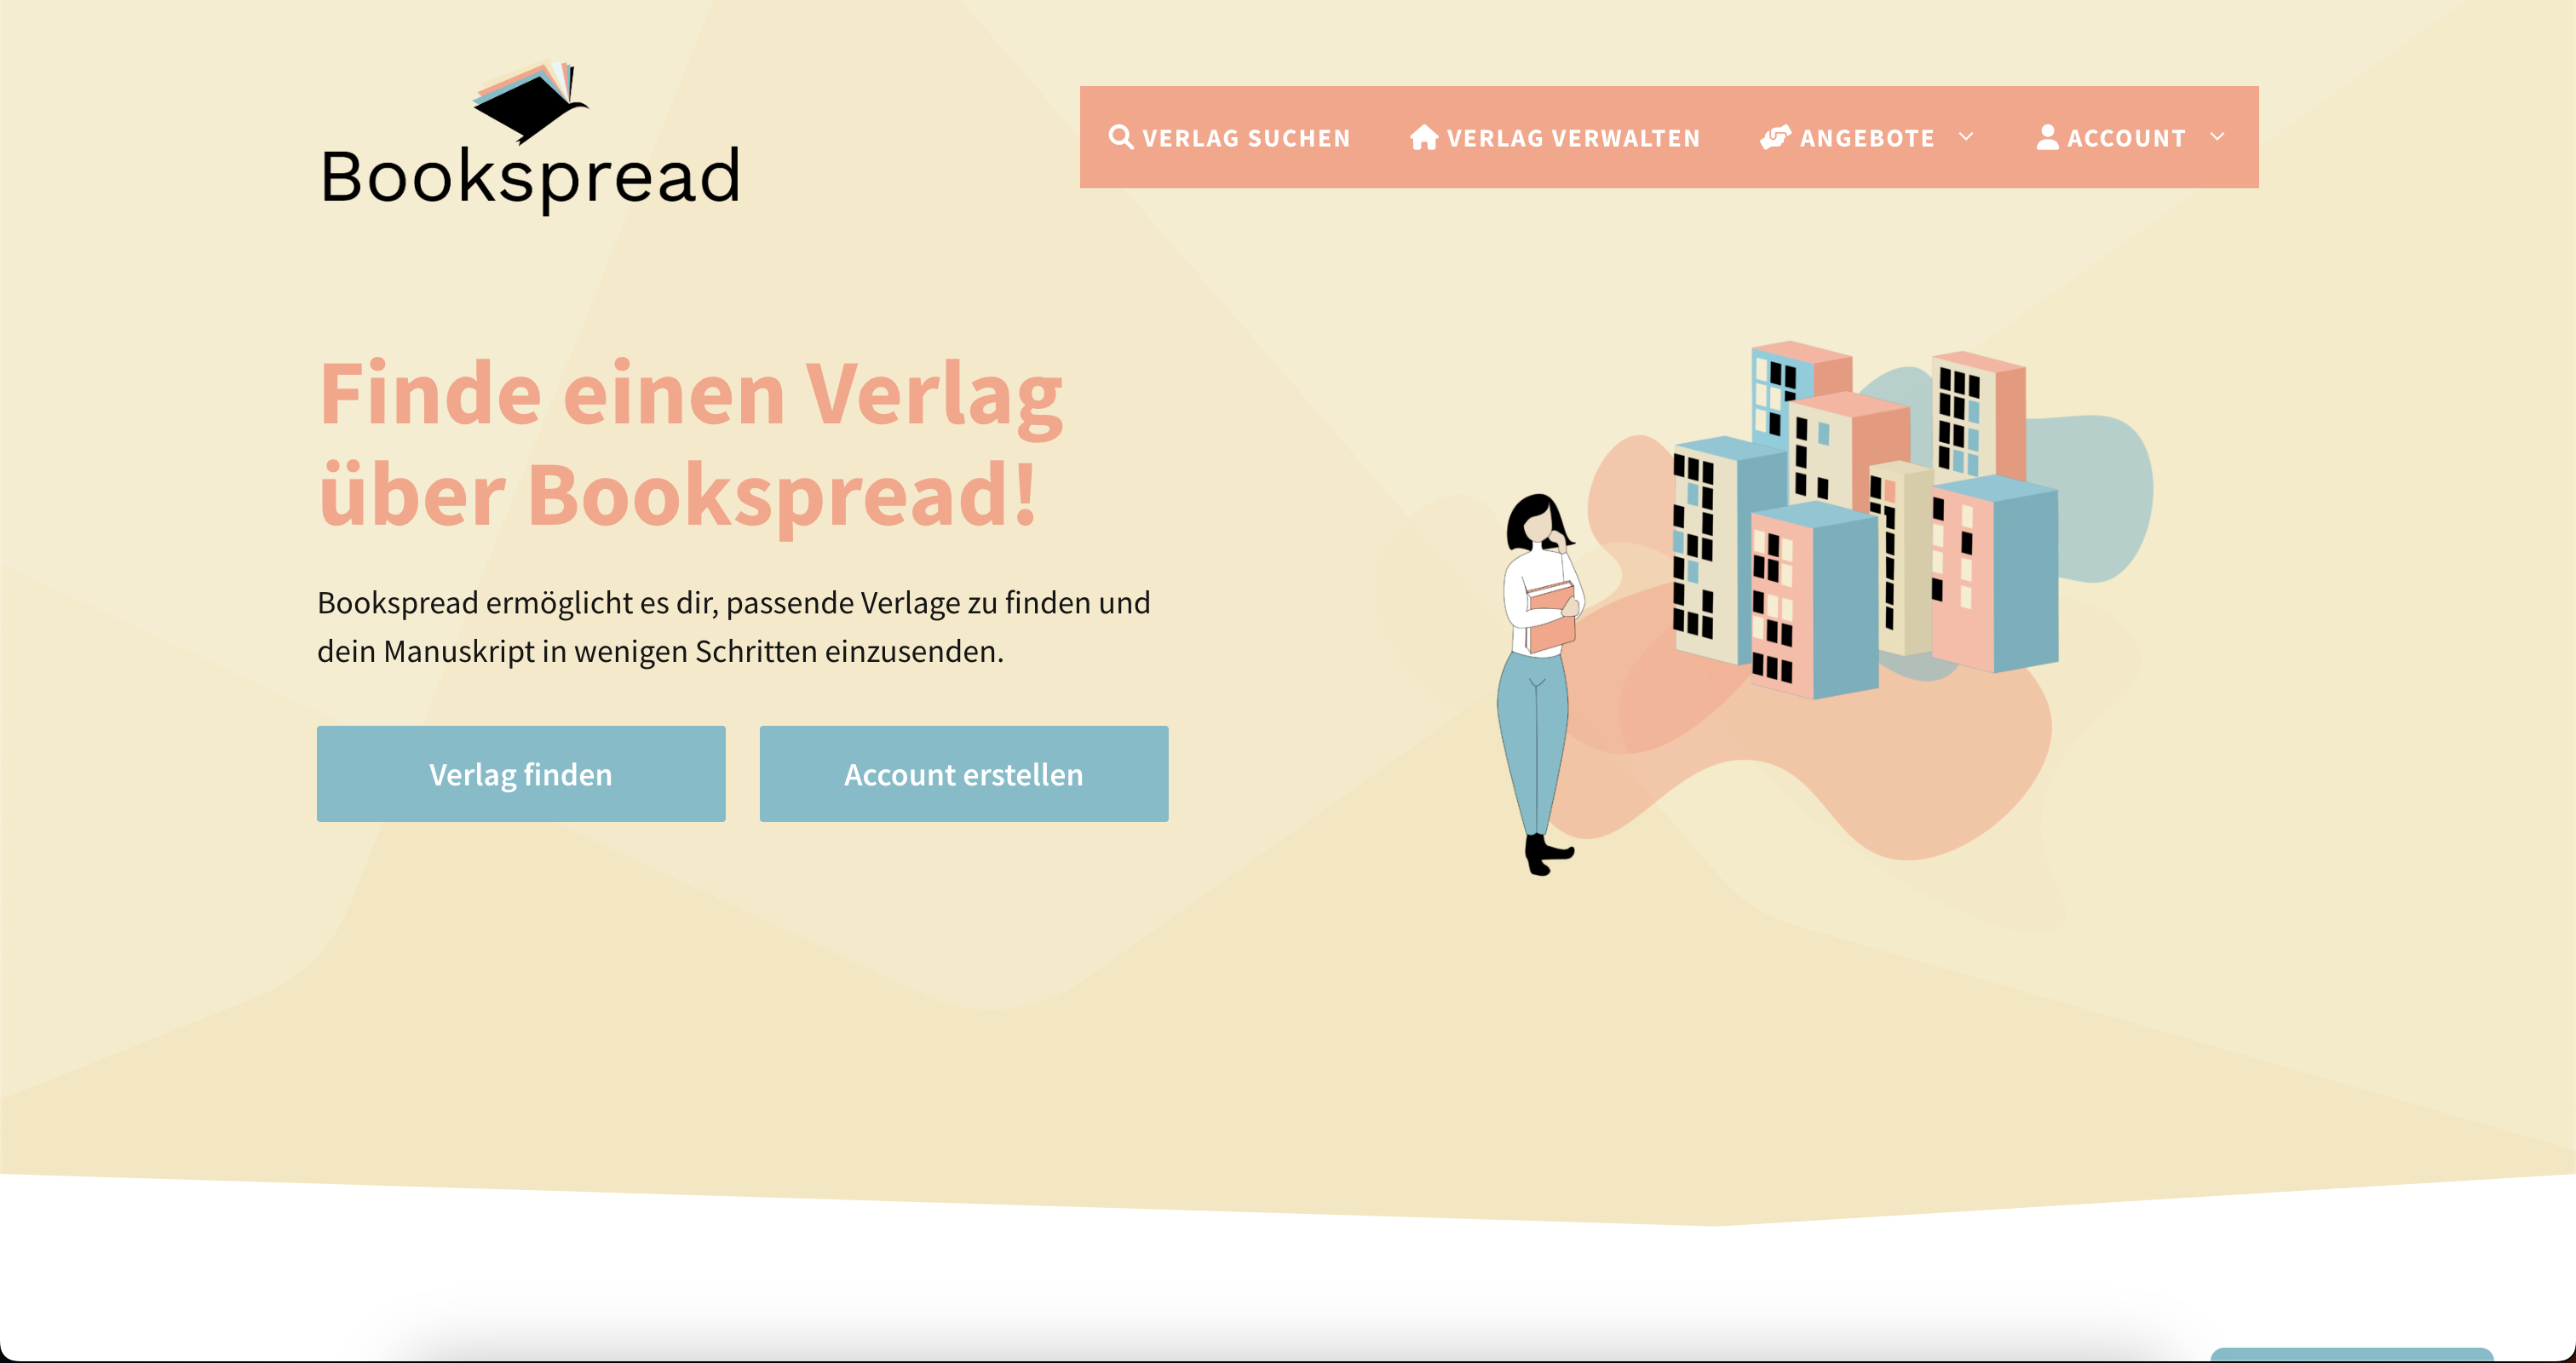 Bookspread
VERLAG SUCHEN
VERLAG VERWALTEN
ANGEBOTE
ACCOUNT
Finde einen Verlag
über Bookspread!
Bookspread ermöglicht es dir, passende Verlage zu finden und
dein Manuskript in wenigen Schritten einzusenden.
Verlag finden
Account erstellen